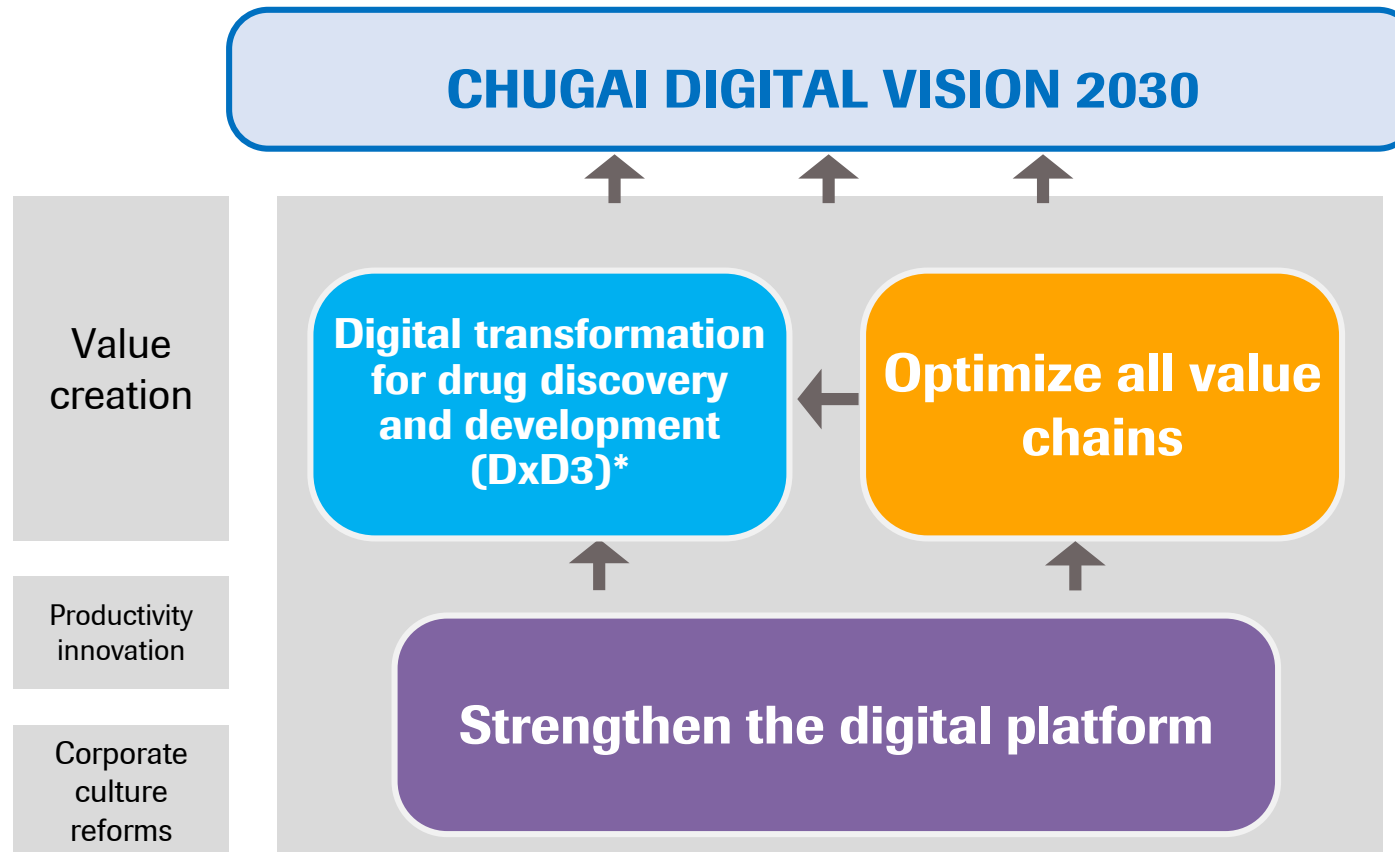 CHUGAI DIGITAL VISION 2030
Value
creation
Digital transformation
for drug discovery
and development
(DxD3)*
Optimize all value
chains
Productivity
innovation
Strengthen the digital platform
Corporate
culture
reforms